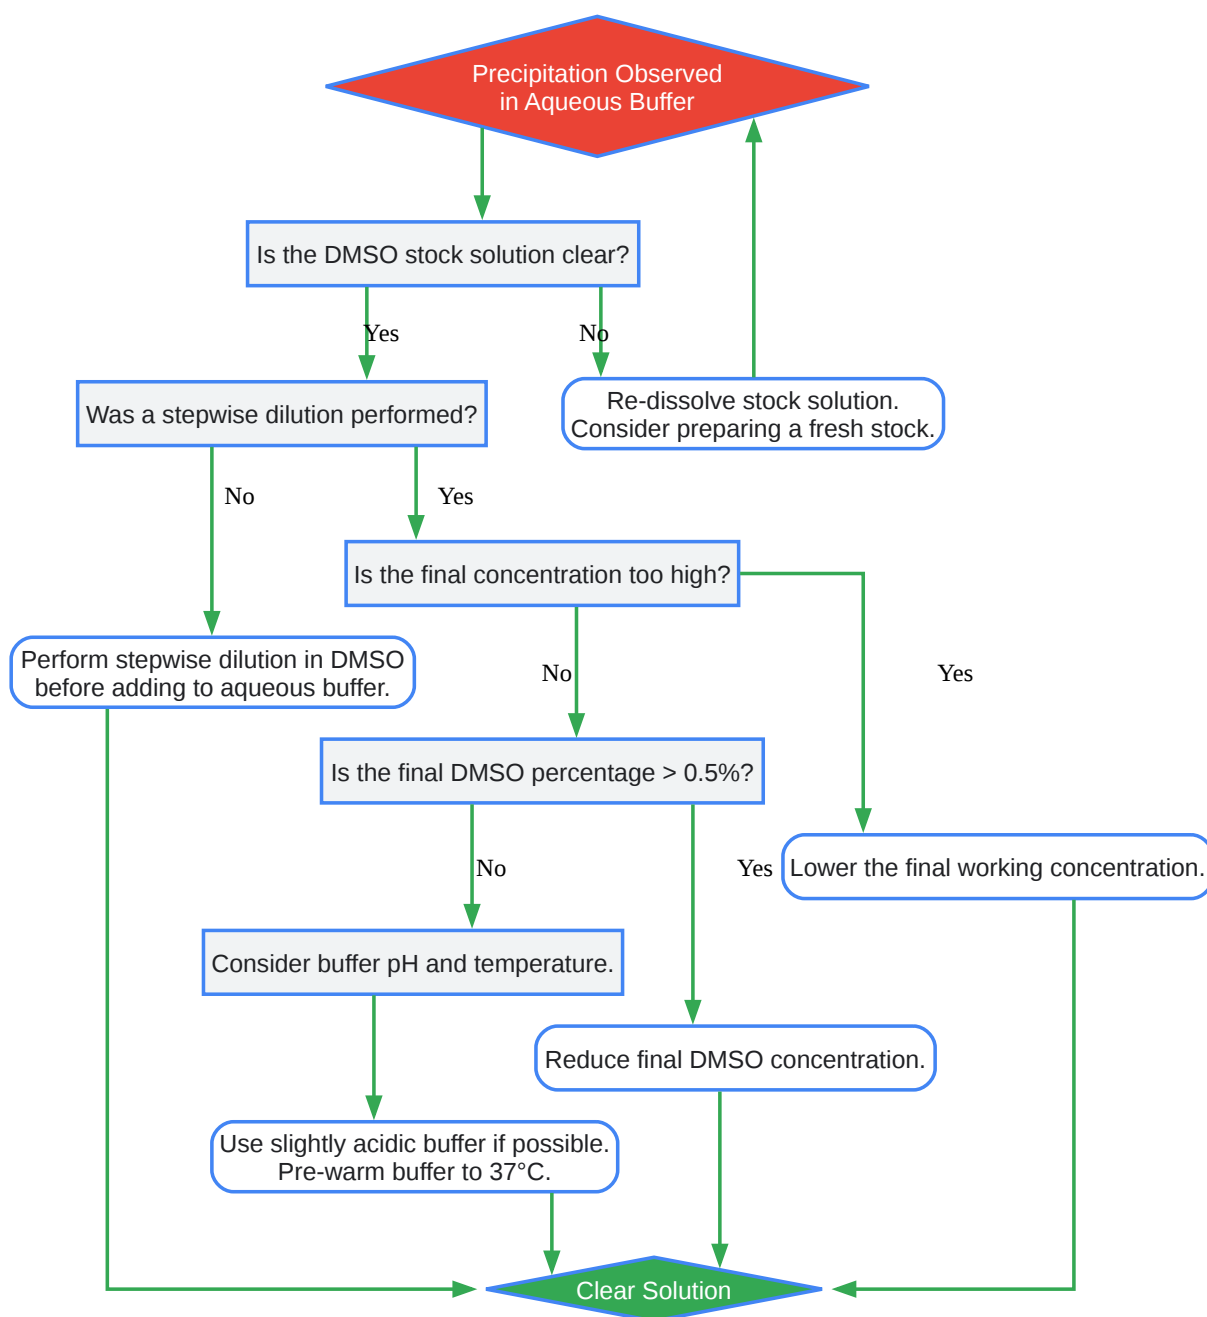 Precipitation Observed
in Aqueous Buffer
Is the DMSO stock solution clear?
Yes
No
Re-dissolve stock solution.
Consider preparing a fresh stock.
Was a stepwise dilution performed?
No
Yes
Is the final concentration too high?
Perform stepwise dilution in DMSO
before adding to aqueous buffer.
No
Yes
Is the final DMSO percentage > 0.5%?
No
Yes
Lower the final working concentration.
Consider buffer pH and temperature.
Reduce final DMSO concentration.
Use slightly acidic buffer if possible.
Pre-warm buffer to 37°C.
Clear Solution